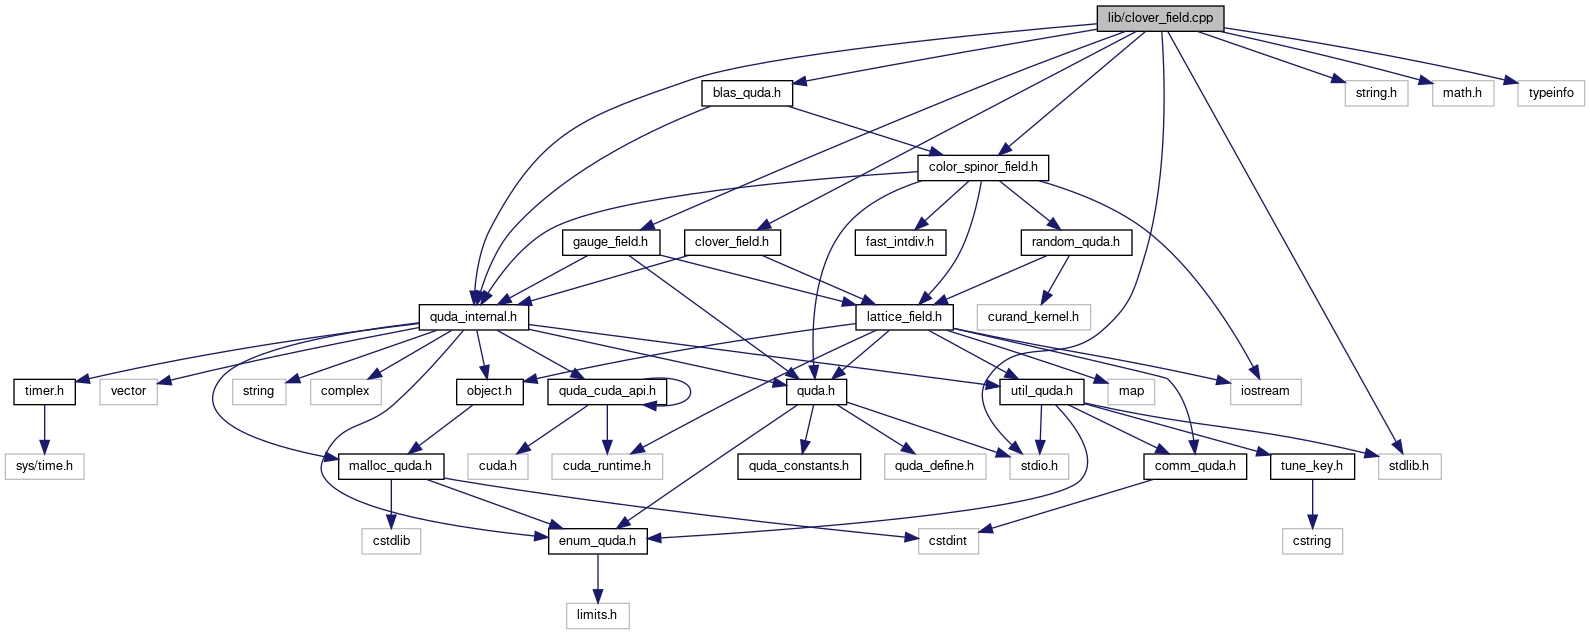 lib/clover_field.cpp
blas_quda.h
string.h
math.h
typeinfo
color_spinor_field.h
gauge_field.h
clover_field.h
fast_intdiv.h
random_quda.h
quda_internal.h
lattice_field.h
curand_kernel.h
timer.h
vector
string
complex
object.h
quda_cuda_api.h
quda.h
util_quda.h
map
iostream
sys/time.h
malloc_quda.h
cuda.h
cuda_runtime.h
quda_constants.h
quda_define.h
stdio.h
comm_quda.h
tune_key.h
stdlib.h
cstdlib
enum_quda.h
cstdint
cstring
limits.h